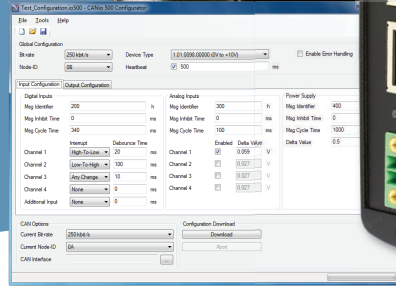 Test_Configuration.io500 - CANio 500 Configurator
File Tools Help
Global Configuration
Bit-rate 250 kbit/s Device Type 1.01.0098.00000 (0V to +10V) Enable Error Handling
Node-ID 08 Heartbeat 500 ms
Input Configuration Output Configuration
Digital Inputs Analog Inputs Power Supply
Msg Identifier 200 h Msg Identifier 300 h Msg Identifier 400
Msg Inhibit Time 0 ms Msg Inhibit Time 0 ms Msg Inhibit Time 0
Msg Cycle Time 340 ms Msg Cycle Time 100 ms Msg Cycle Time 1000
Interrupt Debounce Time Enabled Delta Value Delta Value 0.5
Channel 1 High-To-Low 20 ms Channel 1 0.059 V
Channel 2 Low-To-High 100 ms Channel 2 0.027 V
Channel 3 Any Change 10 ms Channel 3 0.027 V
Channel 4 None 0 ms Channel 4 0.027 V
Additional Input None 0 ms
CAN Options Configuration Download
Current Bit-rate 250 kbit/s Download
Current Node-ID 0A Abort
CAN Interface ...